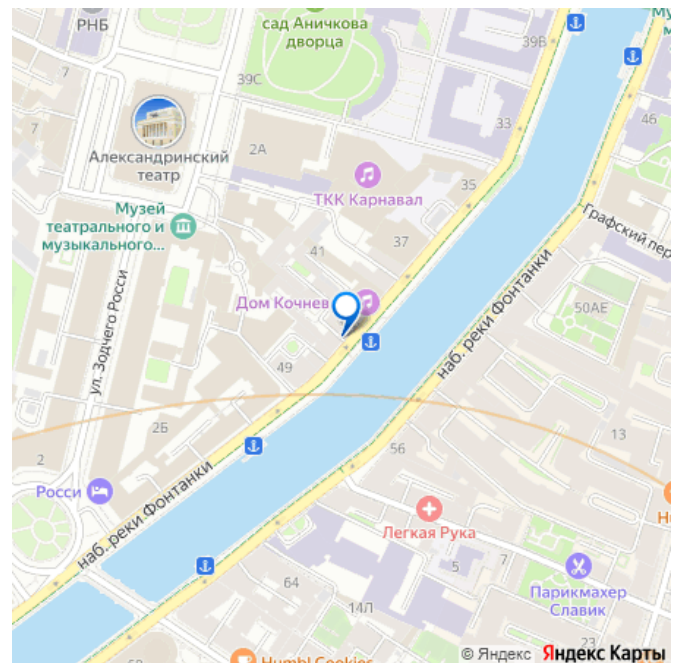 РНБ
сад Аничкова
дворца
39В
7
39С
33
46
7
2А
Александринский
театр
ТКК Карнавал
35
Графский пер
Музей
театрального и
музыкального...
41
37
Дом Кочнев
50АЕ
ул. Зодчего Росси
наб. реки Фонтанки
49
2Б
13
56
2
Росси
наб. реки Фонтанки
Легкая Рука
5
7
Парикмахер
Славик
64
14Л
23
Humbl Cookies
© Яндекс Яндекс Карты